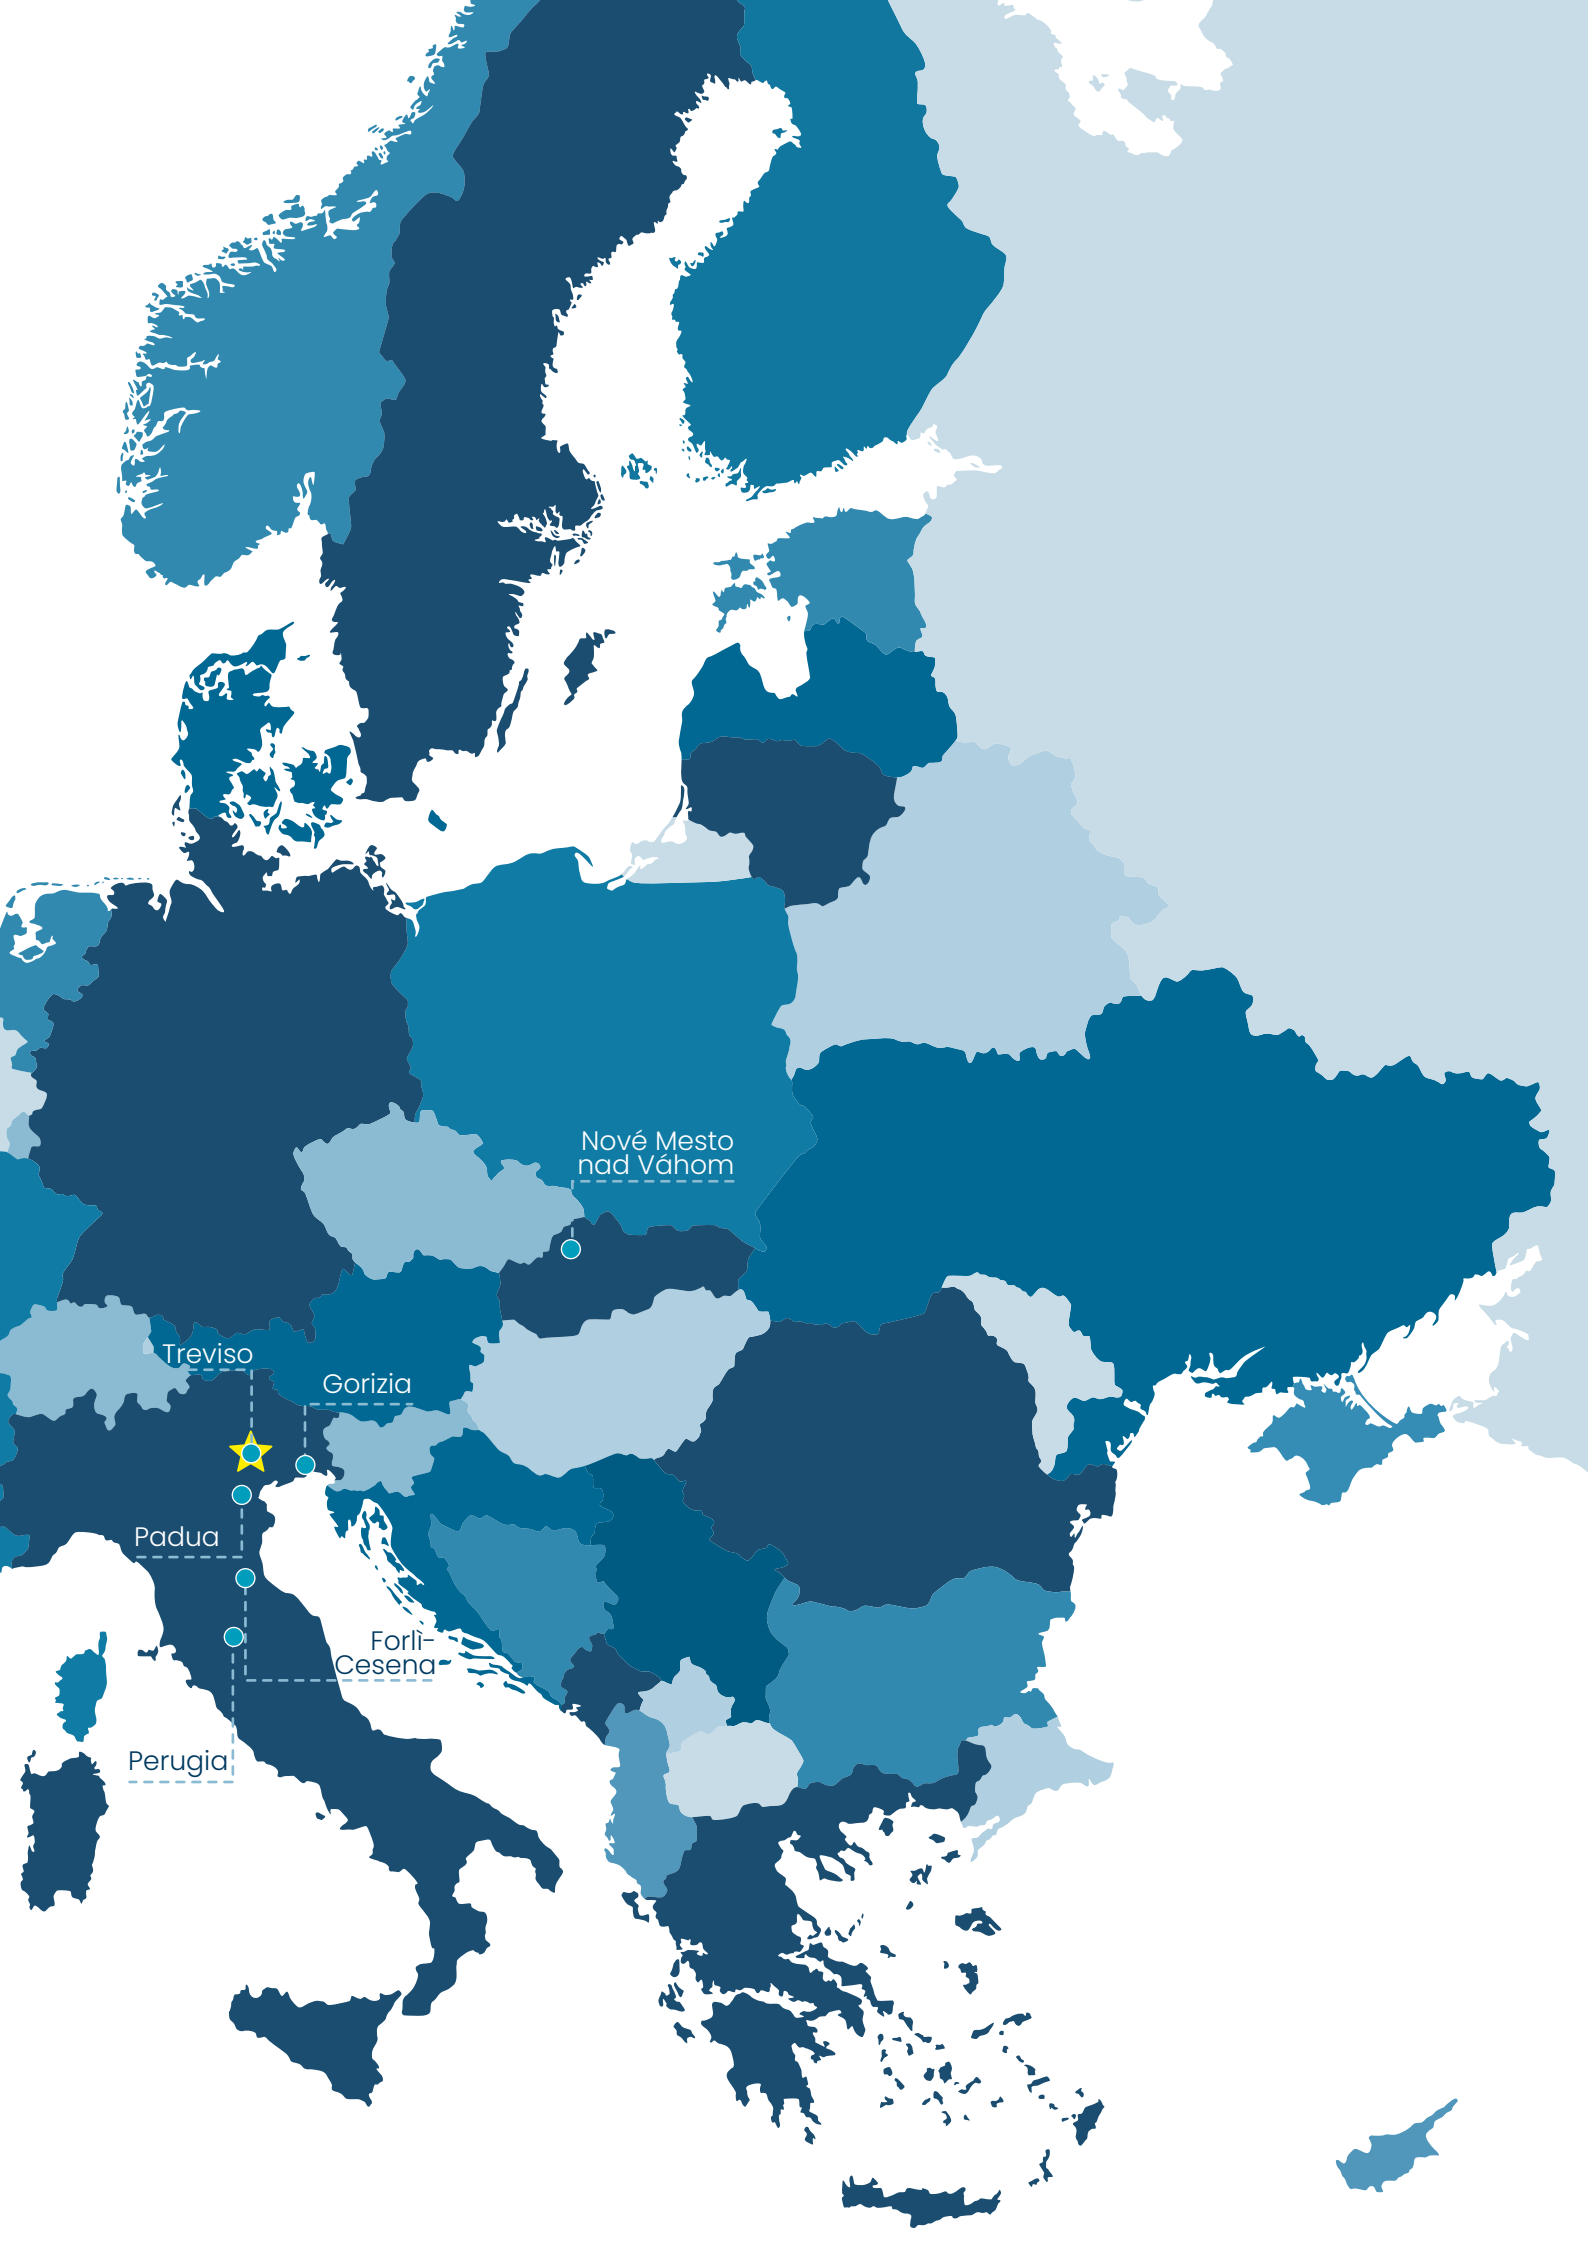 Nové Mesto
nad Váhom
Treviso
Gorizia
Padua
Forlì-
Cesena
Perugia